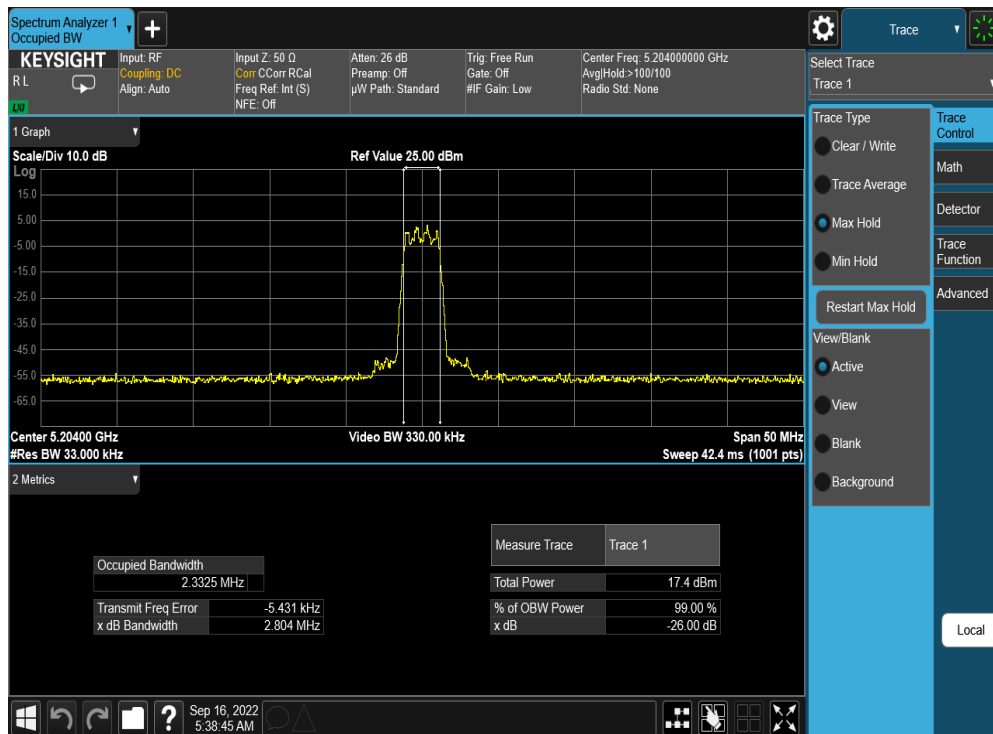 Spectrum Analyzer 1
Occupied BW
+
Trace
KEYSIGHT
R L
LXI
Input: RF
Coupling: DC
Align: Auto
Input Z: 50 Ω
Corr CCorr RCal
Freq Ref: Int (S)
NFE: Off
Atten: 26 dB
Preamp: Off
µW Path: Standard
Trig: Free Run
Gate: Off
#IF Gain: Low
Center Freq: 5.204000000 GHz
Avg|Hold:>100/100
Radio Std: None
Select Trace
Trace 1
1 Graph
Scale/Div 10.0 dB
Ref Value 25.00 dBm
Log
15.0
5.00
-5.00
-15.0
-25.0
-35.0
-45.0
-55.0
-65.0
Center 5.20400 GHz
Video BW 330.00 kHz
Span 50 MHz
#Res BW 33.000 kHz
Sweep 42.4 ms (1001 pts)
Trace Type
Clear / Write
Trace Average
Max Hold
Min Hold
Restart Max Hold
View/Blank
Active
View
Blank
Background
Trace
Control
Math
Detector
Trace
Function
Advanced
Local
2 Metrics
Occupied Bandwidth
2.3325 MHz
Transmit Freq Error -5.431 kHz
x dB Bandwidth 2.804 MHz
Measure Trace Trace 1
Total Power 17.4 dBm
% of OBW Power 99.00 %
x dB -26.00 dB
?
Sep 16, 2022
5:38:45 AM